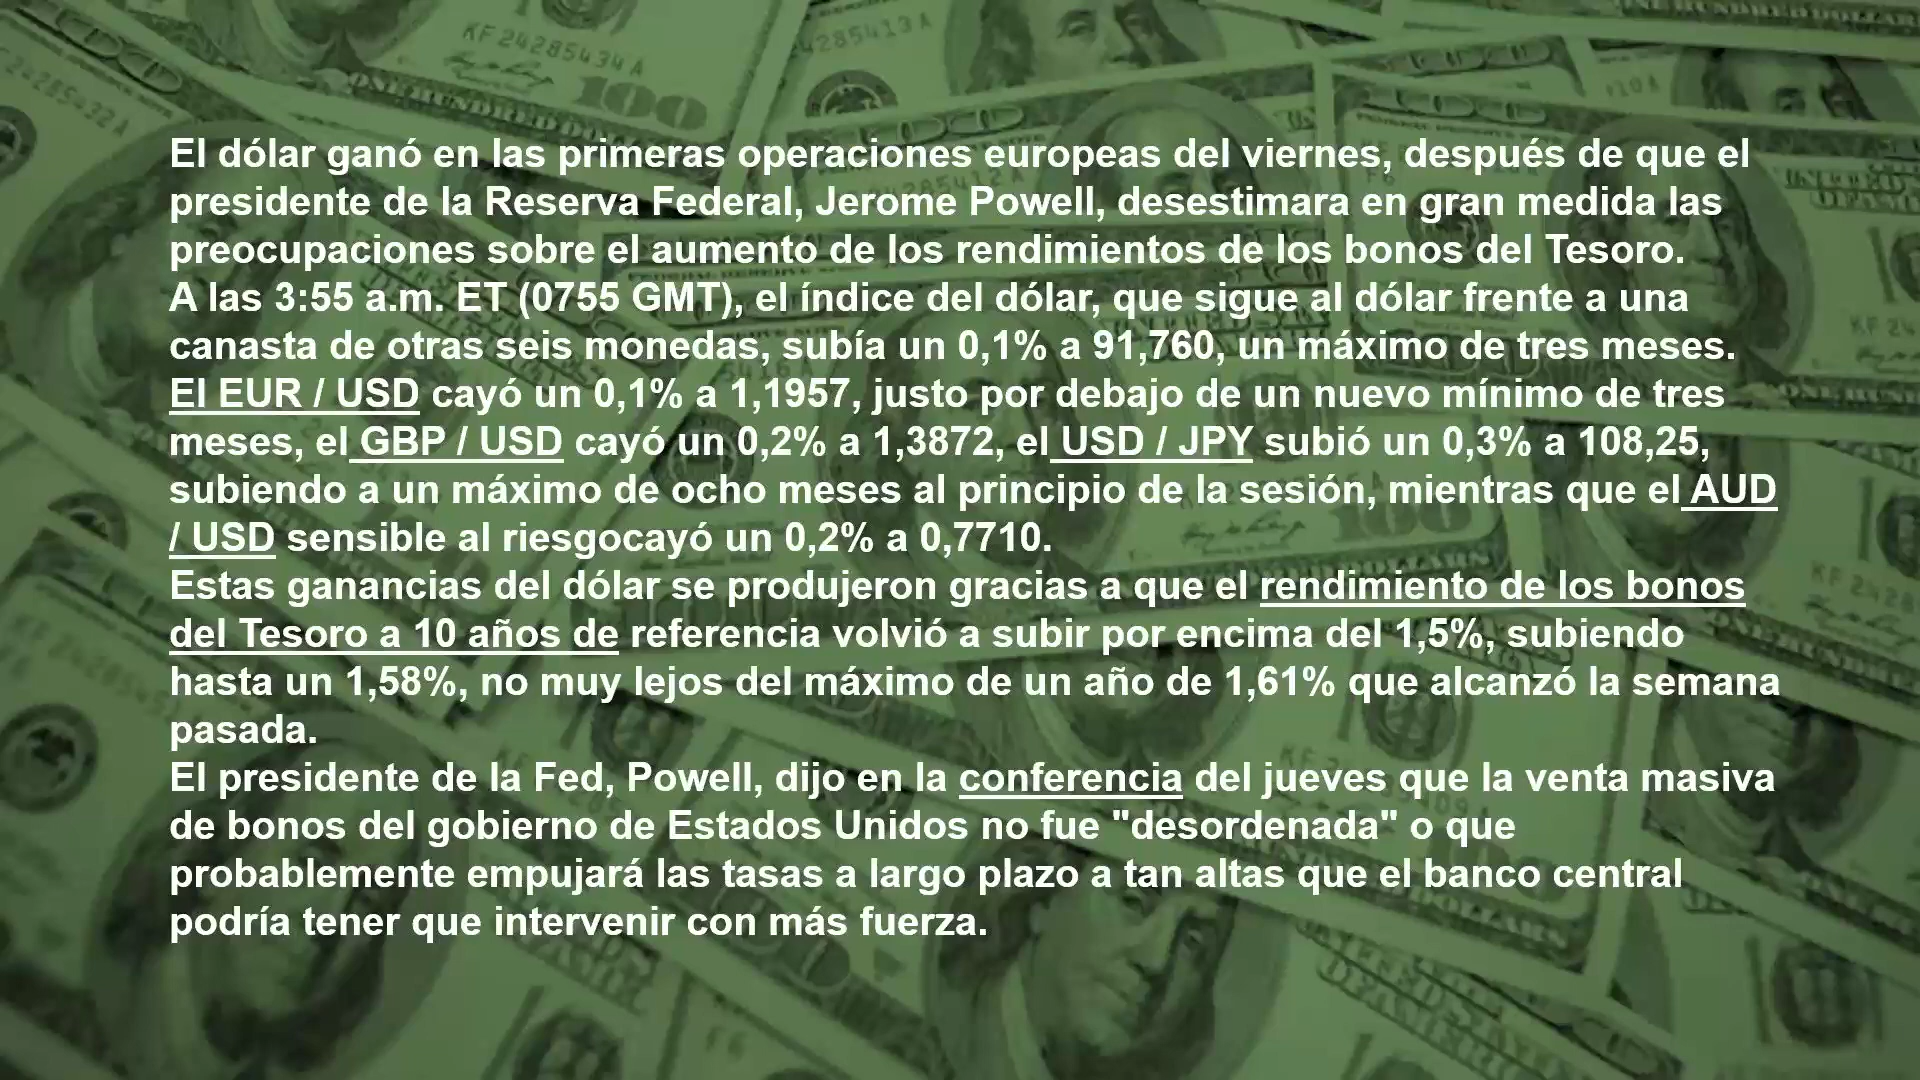 El dólar ganó en las primeras operaciones europeas del viernes, después de que el
presidente de la Reserva Federal, Jerome Powell, desestimara en gran medida las
preocupaciones sobre el aumento de los rendimientos de los bonos del Tesoro.
A las 3:55 a.m. ET (0755 GMT), el índice del dólar, que sigue al dólar frente a una
canasta de otras seis monedas, subía un 0,1% a 91,760, un máximo de tres meses.
El EUR / USD cayó un 0,1% a 1,1957, justo por debajo de un nuevo mínimo de tres
meses, el GBP / USD cayó un 0,2% a 1,3872, el USD / JPY subió un 0,3% a 108,25,
subiendo a un máximo de ocho meses al principio de la sesión, mientras que el AUD
/ USD sensible al riesgocayó un 0,2% a 0,7710.
Estas ganancias del dólar se produjeron gracias a que el rendimiento de los bonos
del Tesoro a 10 años de referencia volvió a subir por encima del 1,5%, subiendo
hasta un 1,58%, no muy lejos del máximo de un año de 1,61% que alcanzó la semana
pasada.
El presidente de la Fed, Powell, dijo en la conferencia del jueves que la venta masiva
de bonos del gobierno de Estados Unidos no fue "desordenada" o que
probablemente empujará las tasas a largo plazo a tan altas que el banco central
podría tener que intervenir con más fuerza.